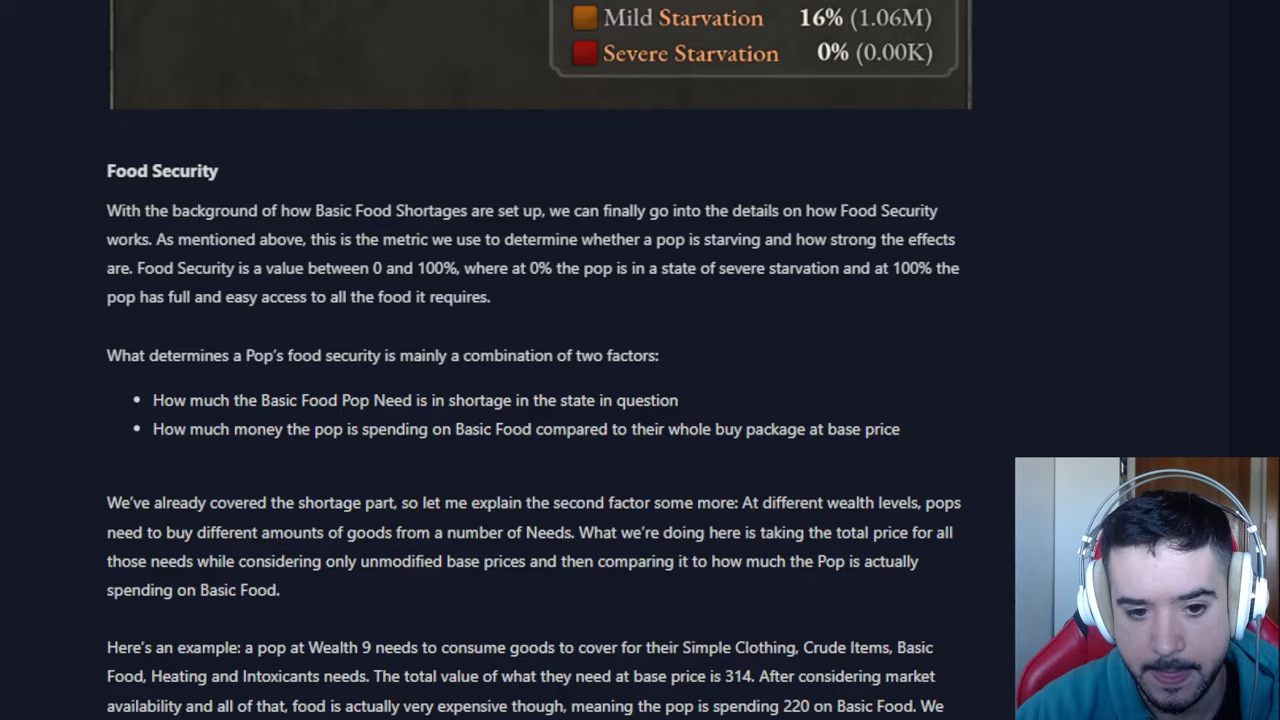 Mild Starvation 16% (1.06M)
Severe Starvation 0% (0.00K)
Food Security
With the background of how Basic Food Shortages are set up, we can finally go into the details on how Food Security
works. As mentioned above, this is the metric we use to determine whether a pop is starving and how strong the effects
are. Food Security is a value between 0 and 100%, where at 0% the pop is in a state of severe starvation and at 100% the
pop has full and easy access to all the food it requires.
What determines a Pop's food security is mainly a combination of two factors:
• How much the Basic Food Pop Need is in shortage in the state in question
• How much money the pop is spending on Basic Food compared to their whole buy package at base price
We've already covered the shortage part, so let me explain the second factor some more: At different wealth levels, pops
need to buy different amounts of goods from a number of Needs. What we're doing here is taking the total price for all
those needs while considering only unmodified base prices and then comparing it to how much the Pop is actually
spending on Basic Food.
Here's an example: a pop at Wealth 9 needs to consume goods to cover for their Simple Clothing, Crude Items, Basic
Food, Heating and Intoxicants needs. The total value of what they need at base price is 314. After considering market
availability and all of that, food is actually very expensive though, meaning the pop is spending 220 on Basic Food. We